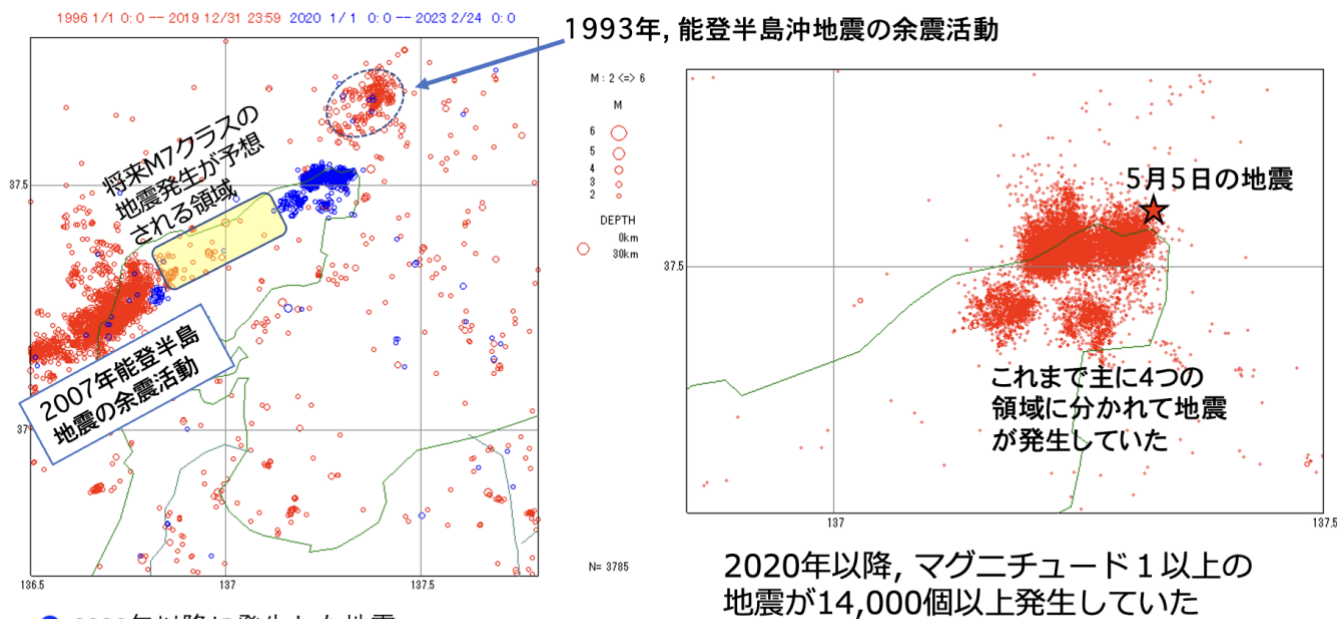 1996 1/1 0:0 -- 2019 12/31 23:59 2020 1/1 0:0 -- 2023 2/24 0:0
1993年, 能登半島沖地震の余震活動
将来M7クラスの
地震発生が予想
される領域
2007年能登半島
地震の余震活動
37.5
37
136.5
137
137.5
M : 2 <=> 6
M
6
5
4
3
2
DEPTH
0km
30km
N= 3785
5月5日の地震
37.5
これまで主に4つの
領域に分かれて地震
が発生していた
137
137.5
2020年以降, マグニチュード１以上の
地震が14,000個以上発生していた